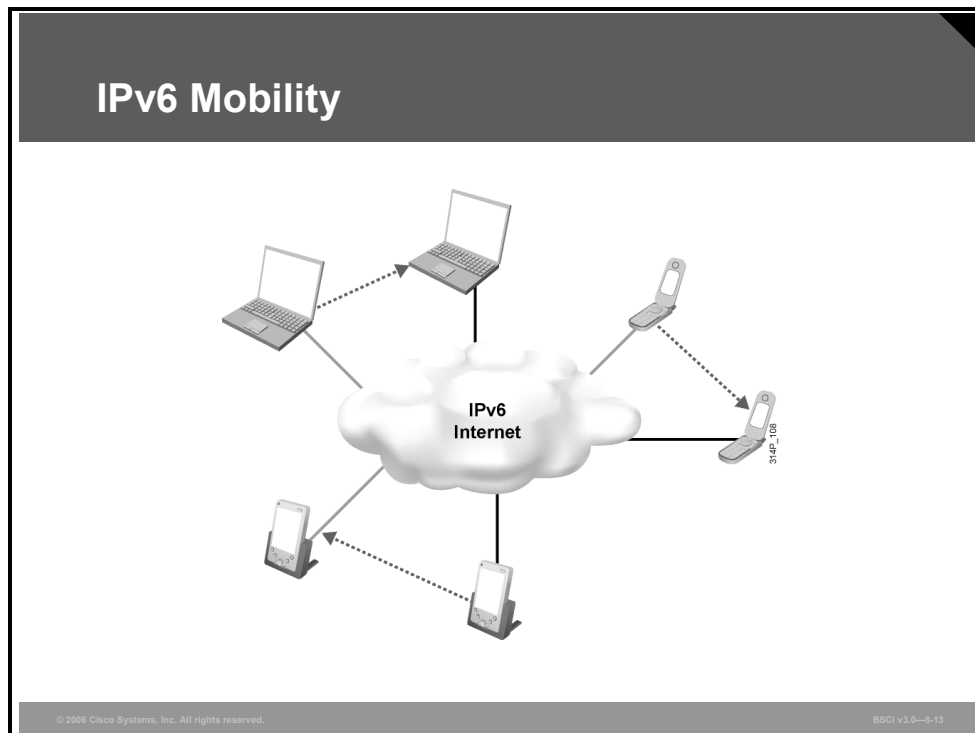 IPv6 Mobility
IPv6
Internet
314P_108
© 2006 Cisco Systems, Inc. All rights reserved.
BSCI v3.0—8-13